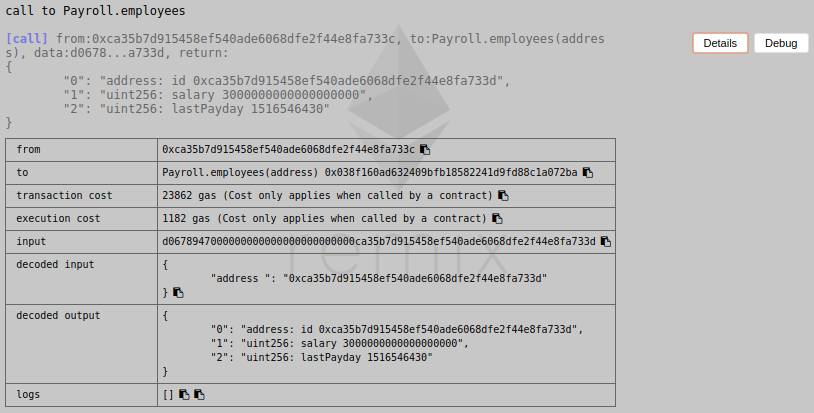 call to Payroll.employees
[call] from:0xca35b7d915458ef540ade6068dfe2f44e8fa733c, to:Payroll.employees(addres
s), data:d0678...a733d, return:
{
"0": "address: id 0xca35b7d915458ef540ade6068dfe2f44e8fa733d",
"1": "uint256: salary 3000000000000000000",
"2": "uint256: lastPayday 1516546430"
}
Details
Debug
from 0xca35b7d915458ef540ade6068dfe2f44e8fa733c
to Payroll.employees(address) 0x038f160ad632409bfb18582241d9fd88c1a072ba
transaction cost 23862 gas (Cost only applies when called by a contract)
execution cost 1182 gas (Cost only applies when called by a contract)
input d0678947000000000000000000000000ca35b7d915458ef540ade6068dfe2f44e8fa733d
decoded input {
"address ": "0xca35b7d915458ef540ade6068dfe2f44e8fa733d"
}
decoded output {
"0": "address: id 0xca35b7d915458ef540ade6068dfe2f44e8fa733d",
"1": "uint256: salary 3000000000000000000",
"2": "uint256: lastPayday 1516546430"
}
logs []
remix